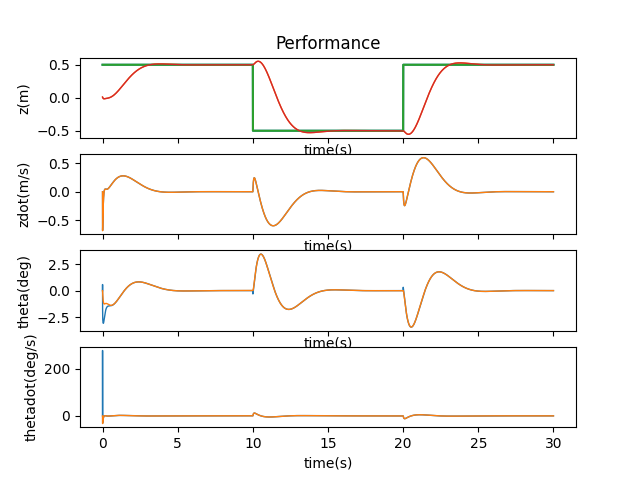 Performance
z(m)
0.5
0.0
−0.5
time(s)
zdot(m/s)
0.5
0.0
−0.5
time(s)
theta(deg)
2.5
0.0
−2.5
time(s)
thetadot(deg/s)
200
0
0 5 10 15 20 25 30
time(s)